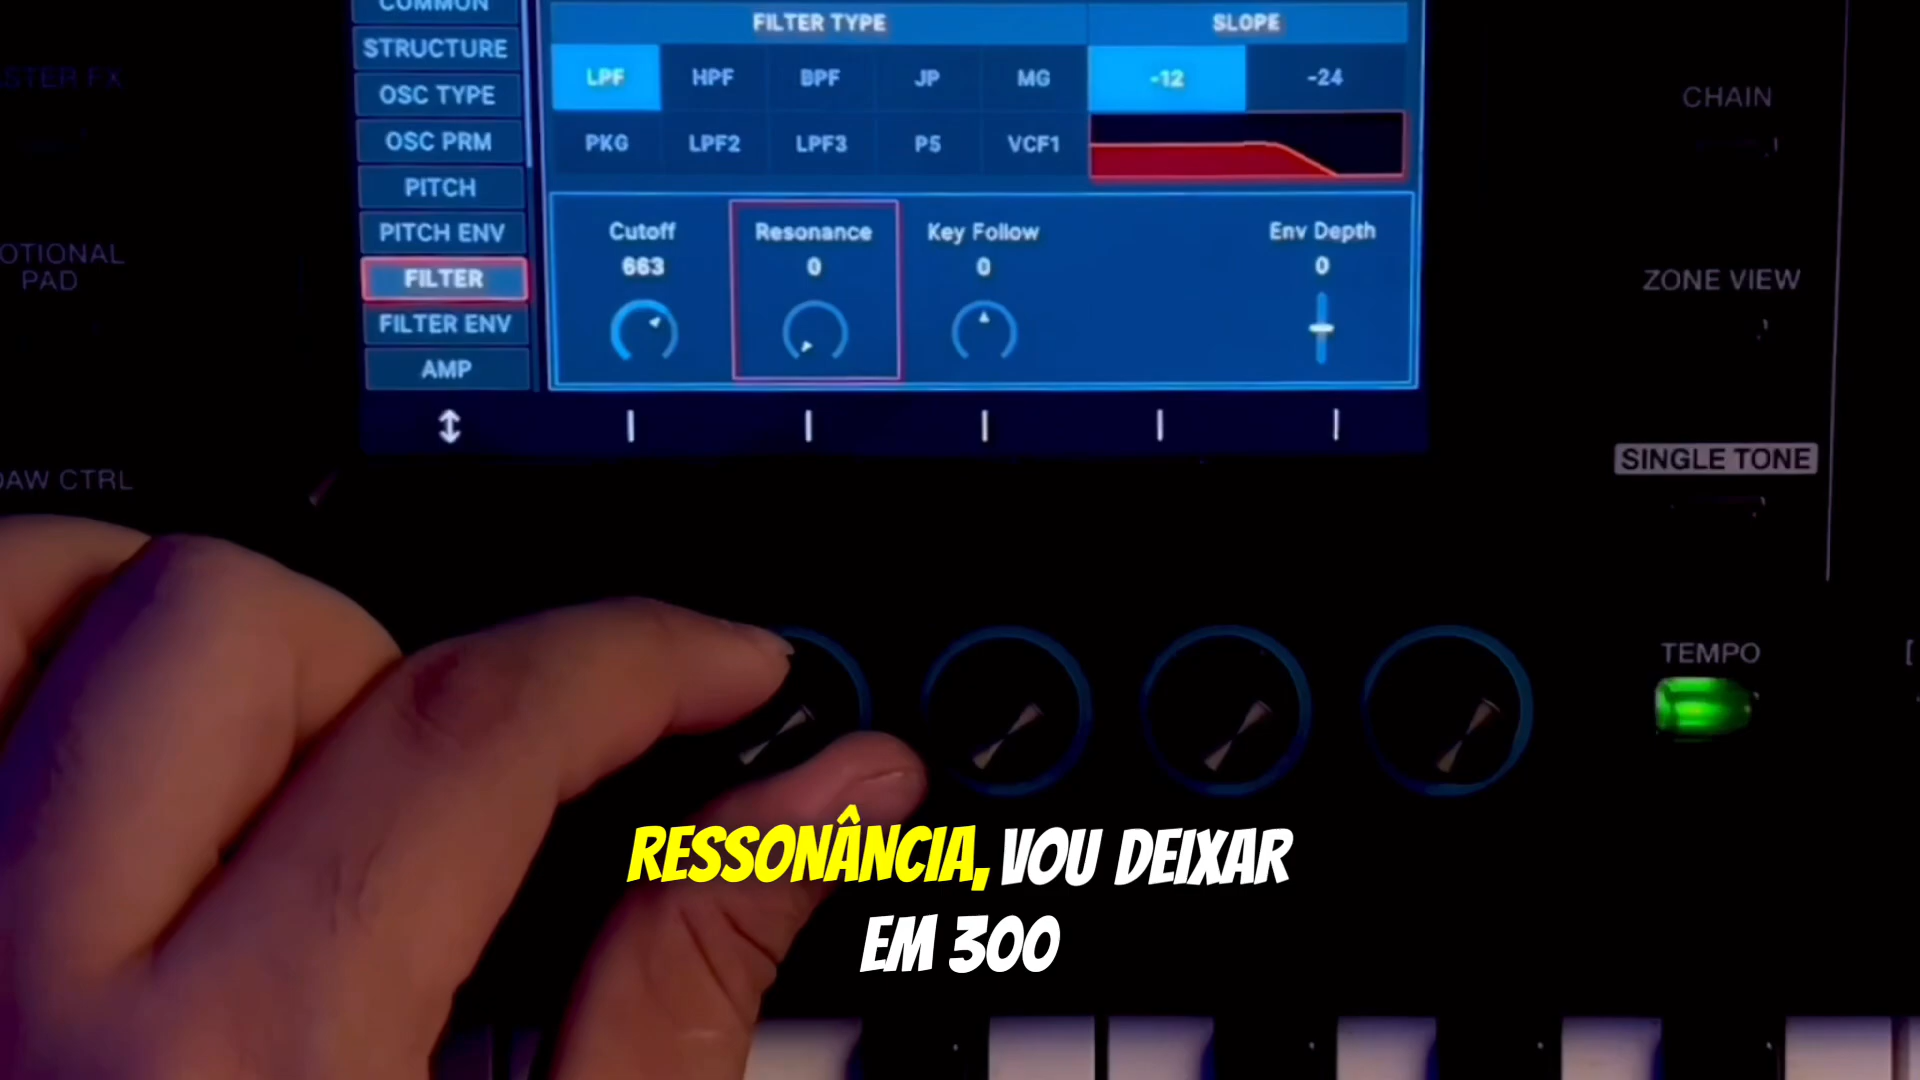 COMMON
STRUCTURE
OSC TYPE
OSC PRM
PITCH
PITCH ENV
FILTER
FILTER ENV
AMP
FILTER TYPE
SLOPE
LPF HPF BPF JP MG
-12 -24
PKG LPF2 LPF3 P5 VCF1
Cutoff Resonance Key Follow Env Depth
663 0 0 0
PAD
DAW CTRL
CHAIN
ZONE VIEW
SINGLE TONE
TEMPO
RESSONÂNCIA, VOU DEIXAR
EM 300